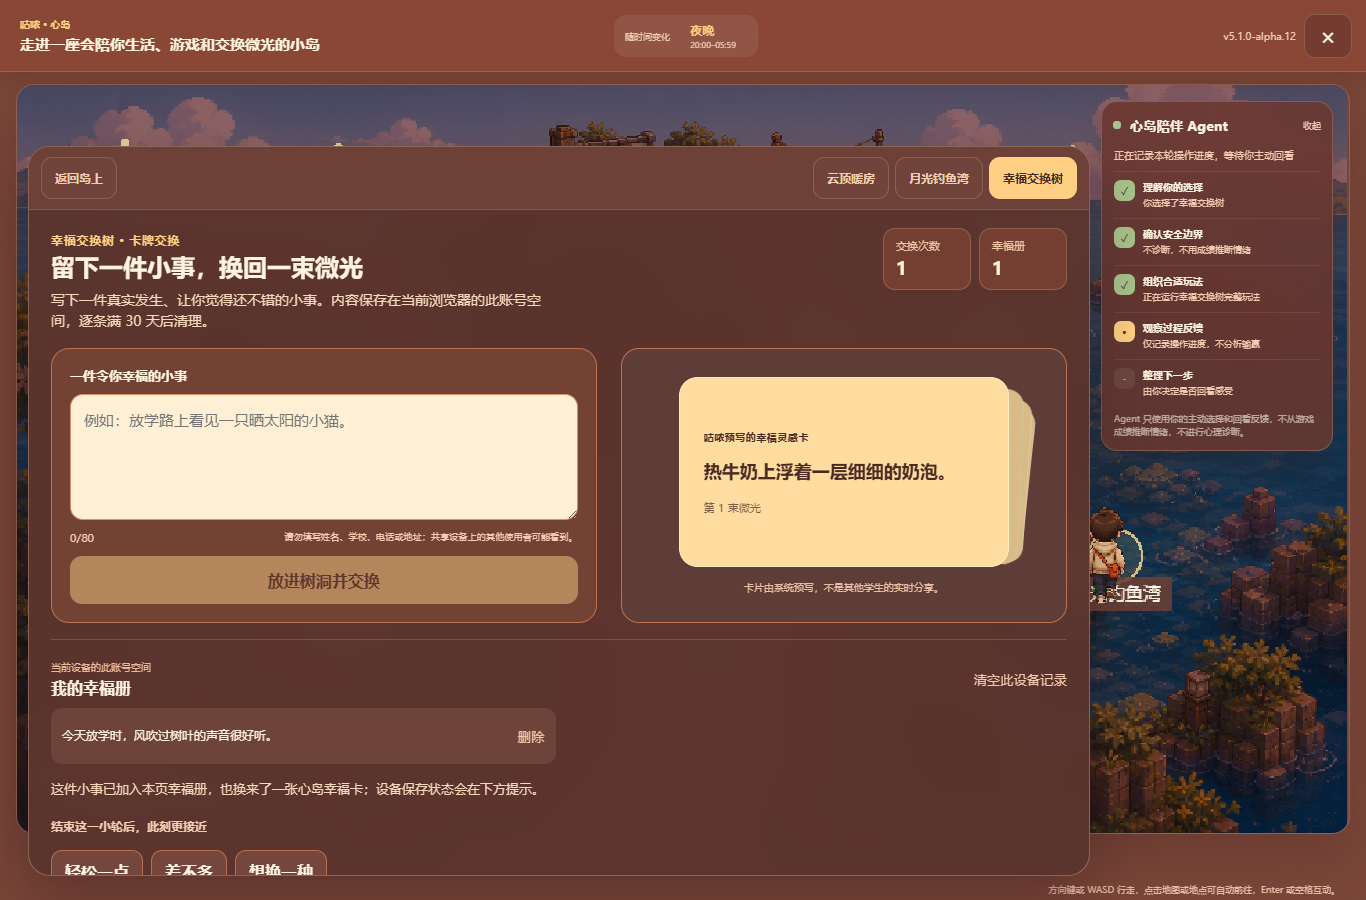 咕哝 • 心岛
走进一座会陪你生活、游戏和交换微光的小岛
随时间变化
夜晚
20:00–05:59
v5.1.0-alpha.12
×
返回岛上
云顶暖房
月光钓鱼湾
幸福交换树
幸福交换树 • 卡牌交换
留下一件小事，换回一束微光
写下一件真实发生、让你觉得还不错的小事。内容保存在当前浏览器的此账号空
间，逐条满 30 天后清理。
交换次数
1
幸福册
1
一件令你幸福的小事
例如：放学路上看见一只晒太阳的小猫。
0/80
请勿填写姓名、学校、电话或地址；共享设备上的其他使用者可能看到。
放进树洞并交换
咕哝预写的幸福灵感卡
热牛奶上浮着一层细细的奶泡。
第 1 束微光
卡片由系统预写，不是其他学生的实时分享。
当前设备的此账号空间
我的幸福册
清空此设备记录
今天放学时，风吹过树叶的声音很好听。
删除
这件小事已加入本页幸福册，也换来了一张心岛幸福卡；设备保存状态会在下方提示。
结束这一小轮后，此刻更接近
轻松一点
差不多
想换一种
心岛陪伴 Agent
收起
正在记录本轮操作进度，等待你主动回看
✓
理解你的选择
你选择了幸福交换树
✓
确认安全边界
不诊断，不用成绩推断情绪
✓
组织合适玩法
正在运行幸福交换树完整玩法
•
观察过程反馈
仅记录操作进度，不分析输赢
·
整理下一步
由你决定是否回看感受
Agent 只使用你的主动选择和回看反馈，不从游戏
成绩推断情绪，不进行心理诊断。
钓鱼湾
方向键或 WASD 行走，点击地图或地点可自动前往，Enter 或空格互动。